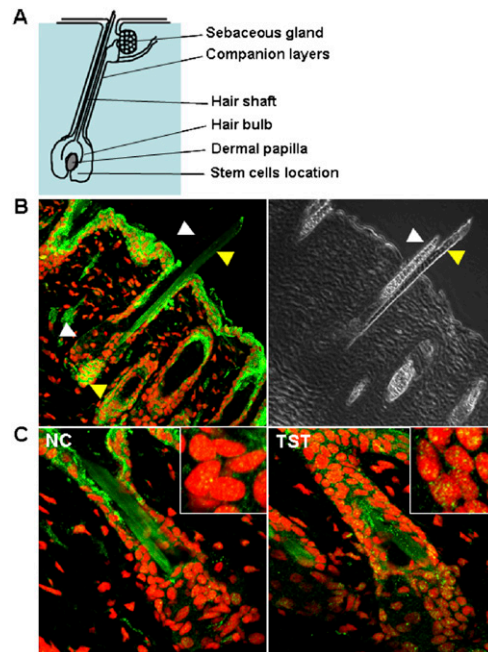 A
Sebaceous gland
Companion layers
Hair shaft
Hair bulb
Dermal papilla
Stem cells location
B
C
NC
TST